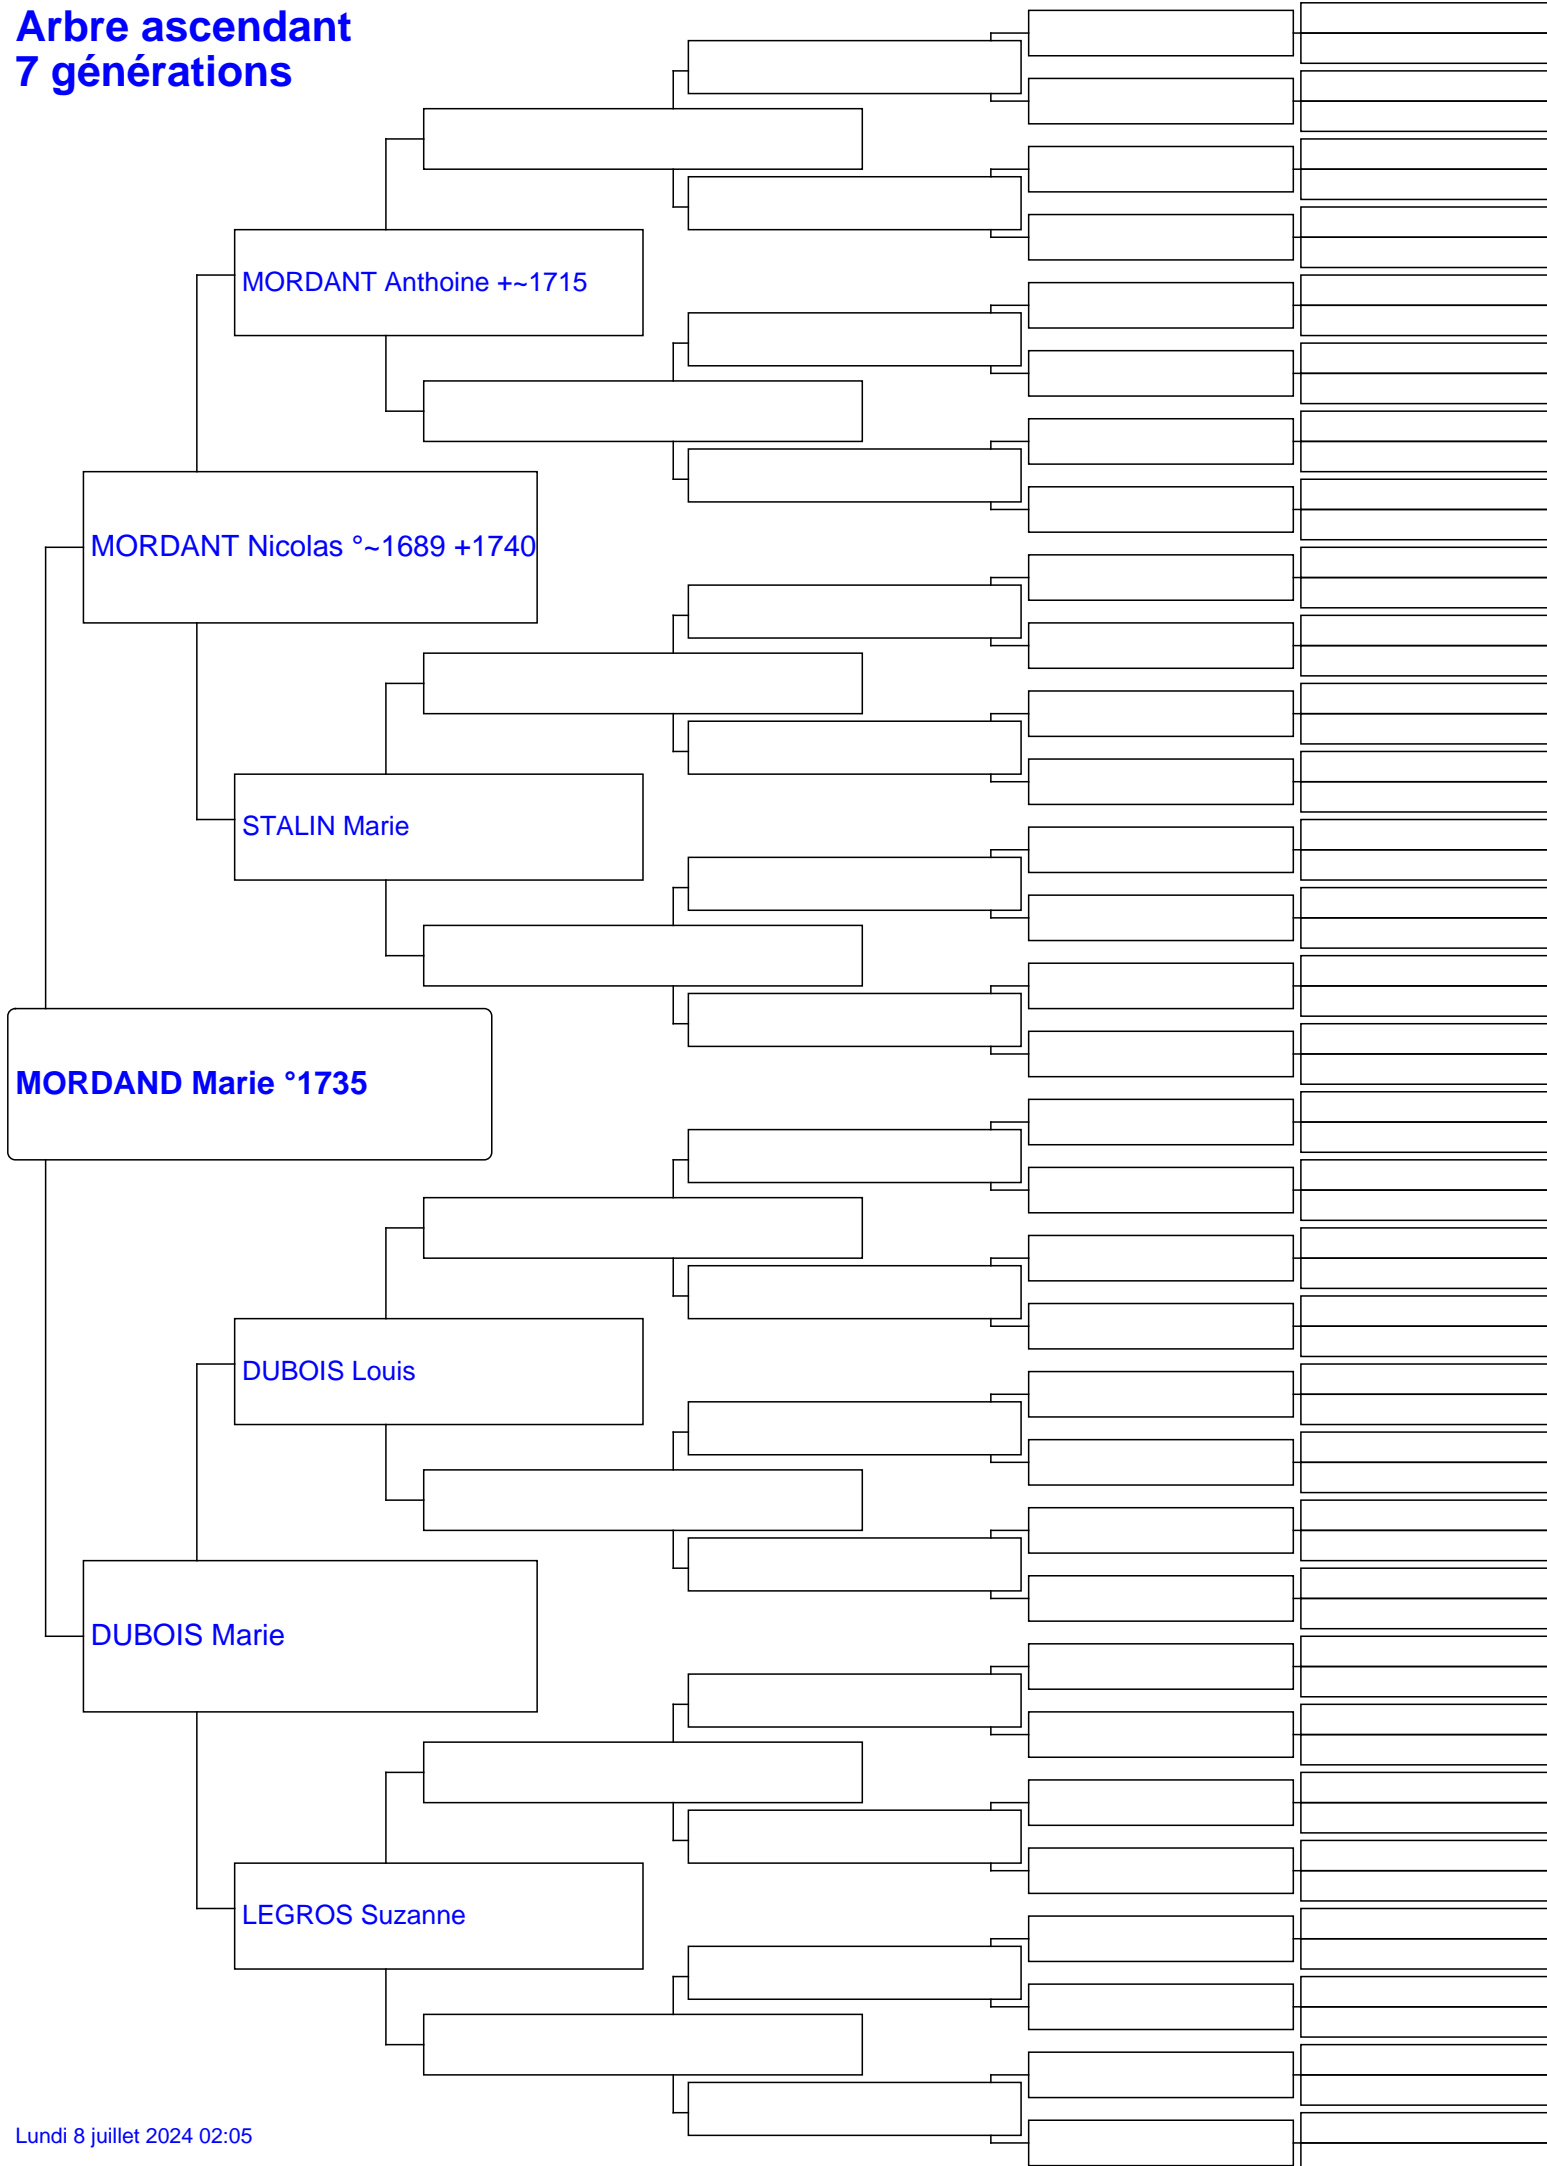 Arbre ascendant
7 générations
MORDANT Anthoine +~1715
MORDANT Nicolas °~1689 +1740
STALIN Marie
MORDAND Marie °1735
DUBOIS Louis
DUBOIS Marie
LEGROS Suzanne
Lundi 8 juillet 2024 02:05